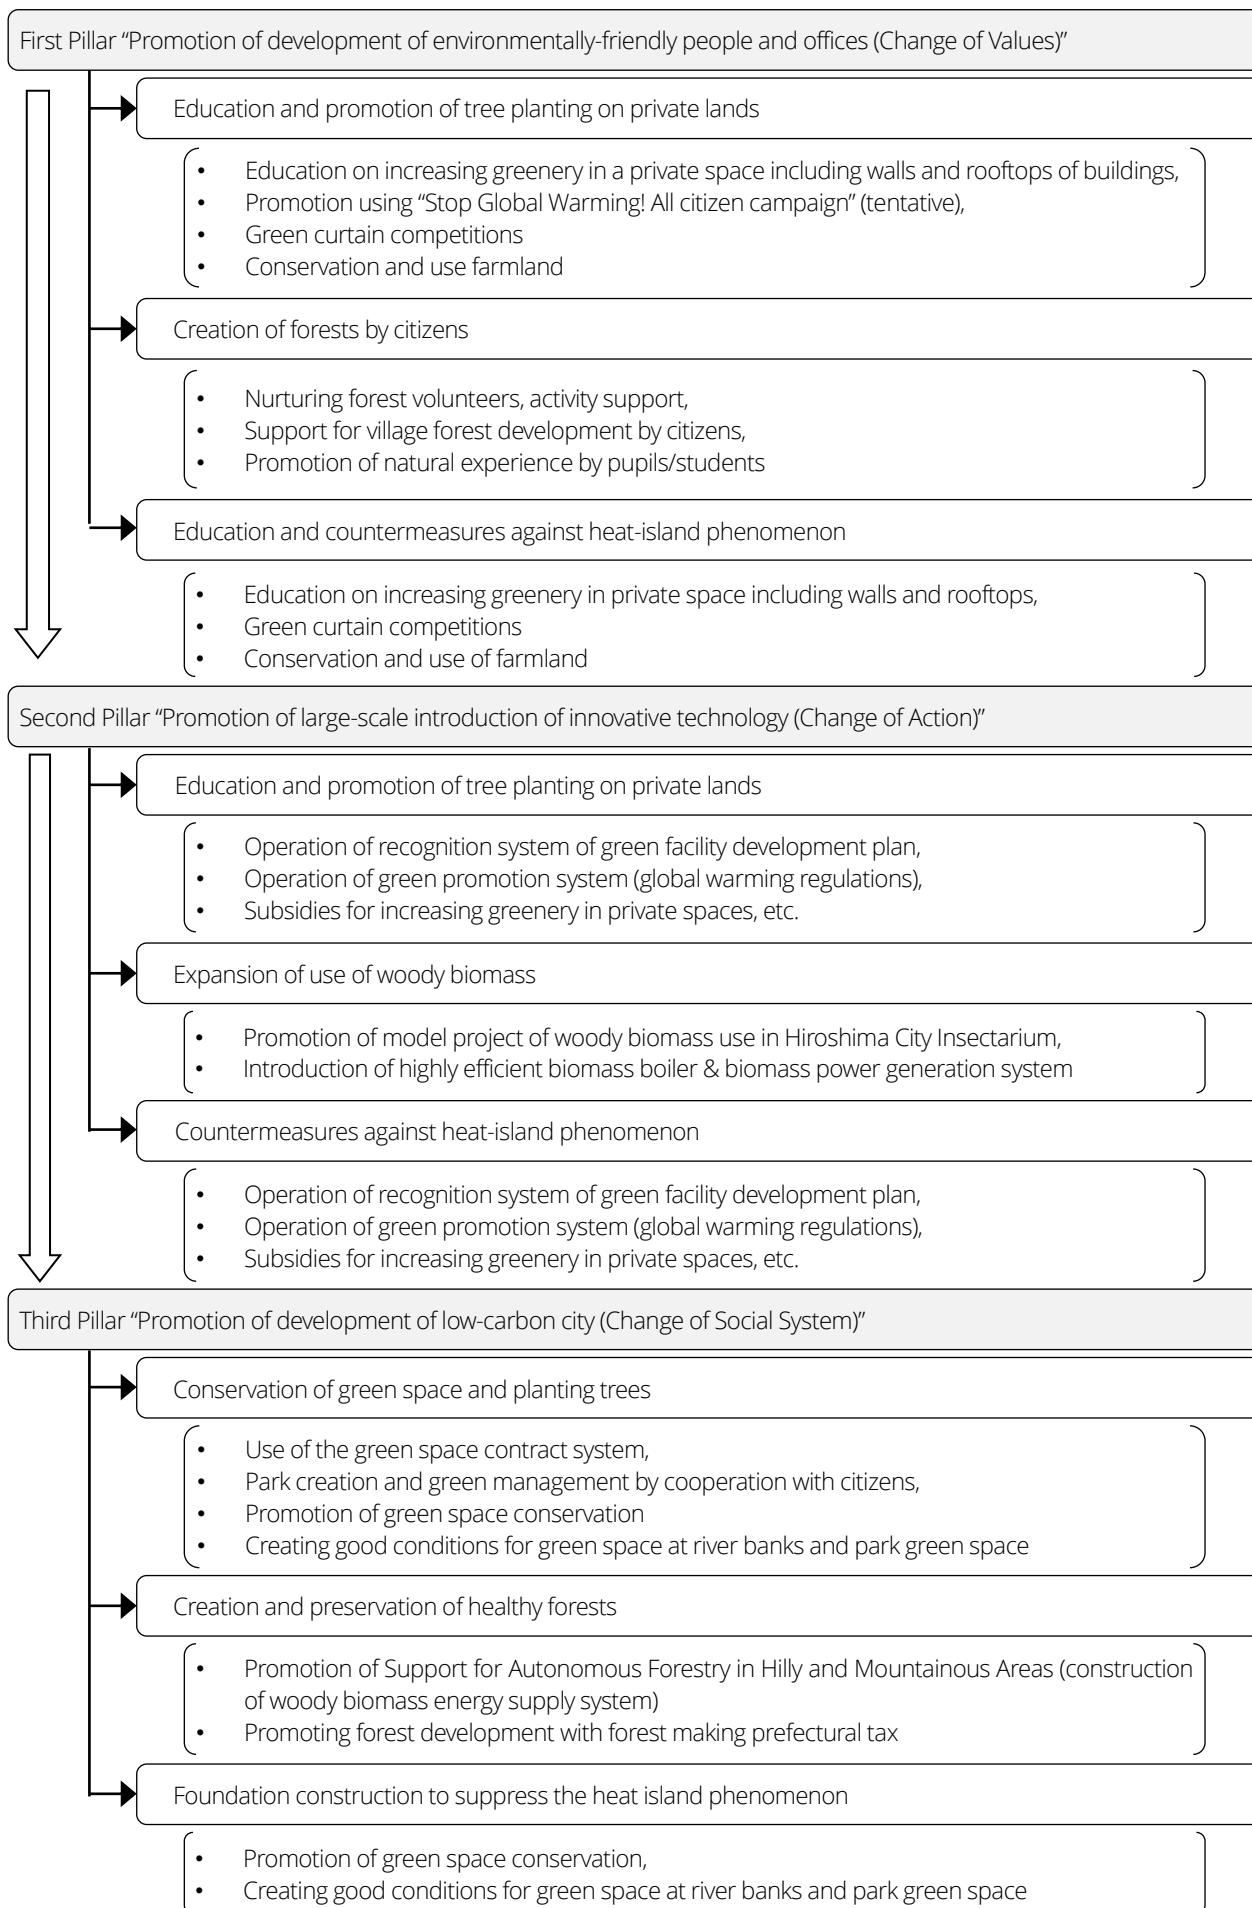 First Pillar “Promotion of development of environmentally-friendly people and offices (Change of Values)”
Education and promotion of tree planting on private lands
• Education on increasing greenery in a private space including walls and rooftops of buildings,
• Promotion using “Stop Global Warming! All citizen campaign” (tentative),
• Green curtain competitions
• Conservation and use farmland
Creation of forests by citizens
• Nurturing forest volunteers, activity support,
• Support for village forest development by citizens,
• Promotion of natural experience by pupils/students
Education and countermeasures against heat-island phenomenon
• Education on increasing greenery in private space including walls and rooftops,
• Green curtain competitions
• Conservation and use of farmland
Second Pillar “Promotion of large-scale introduction of innovative technology (Change of Action)”
Education and promotion of tree planting on private lands
• Operation of recognition system of green facility development plan,
• Operation of green promotion system (global warming regulations),
• Subsidies for increasing greenery in private spaces, etc.
Expansion of use of woody biomass
• Promotion of model project of woody biomass use in Hiroshima City Insectarium,
• Introduction of highly efficient biomass boiler & biomass power generation system
Countermeasures against heat-island phenomenon
• Operation of recognition system of green facility development plan,
• Operation of green promotion system (global warming regulations),
• Subsidies for increasing greenery in private spaces, etc.
Third Pillar “Promotion of development of low-carbon city (Change of Social System)”
Conservation of green space and planting trees
• Use of the green space contract system,
• Park creation and green management by cooperation with citizens,
• Promotion of green space conservation
• Creating good conditions for green space at river banks and park green space
Creation and preservation of healthy forests
• Promotion of Support for Autonomous Forestry in Hilly and Mountainous Areas (construction
of woody biomass energy supply system)
• Promoting forest development with forest making prefectural tax
Foundation construction to suppress the heat island phenomenon
• Promotion of green space conservation,
• Creating good conditions for green space at river banks and park green space